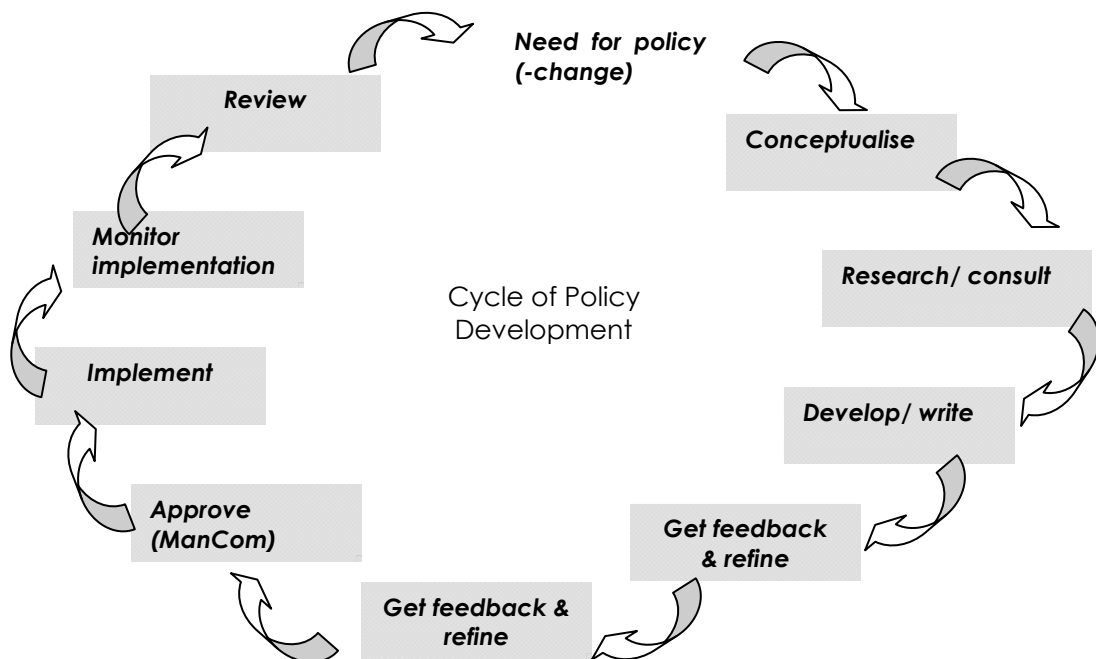 Need for policy
(-change)
Conceptualise
Research/ consult
Develop/ write
Get feedback
& refine
Get feedback &
refine
Approve
(ManCom)
Implement
Monitor
implementation
Review
Cycle of Policy
Development